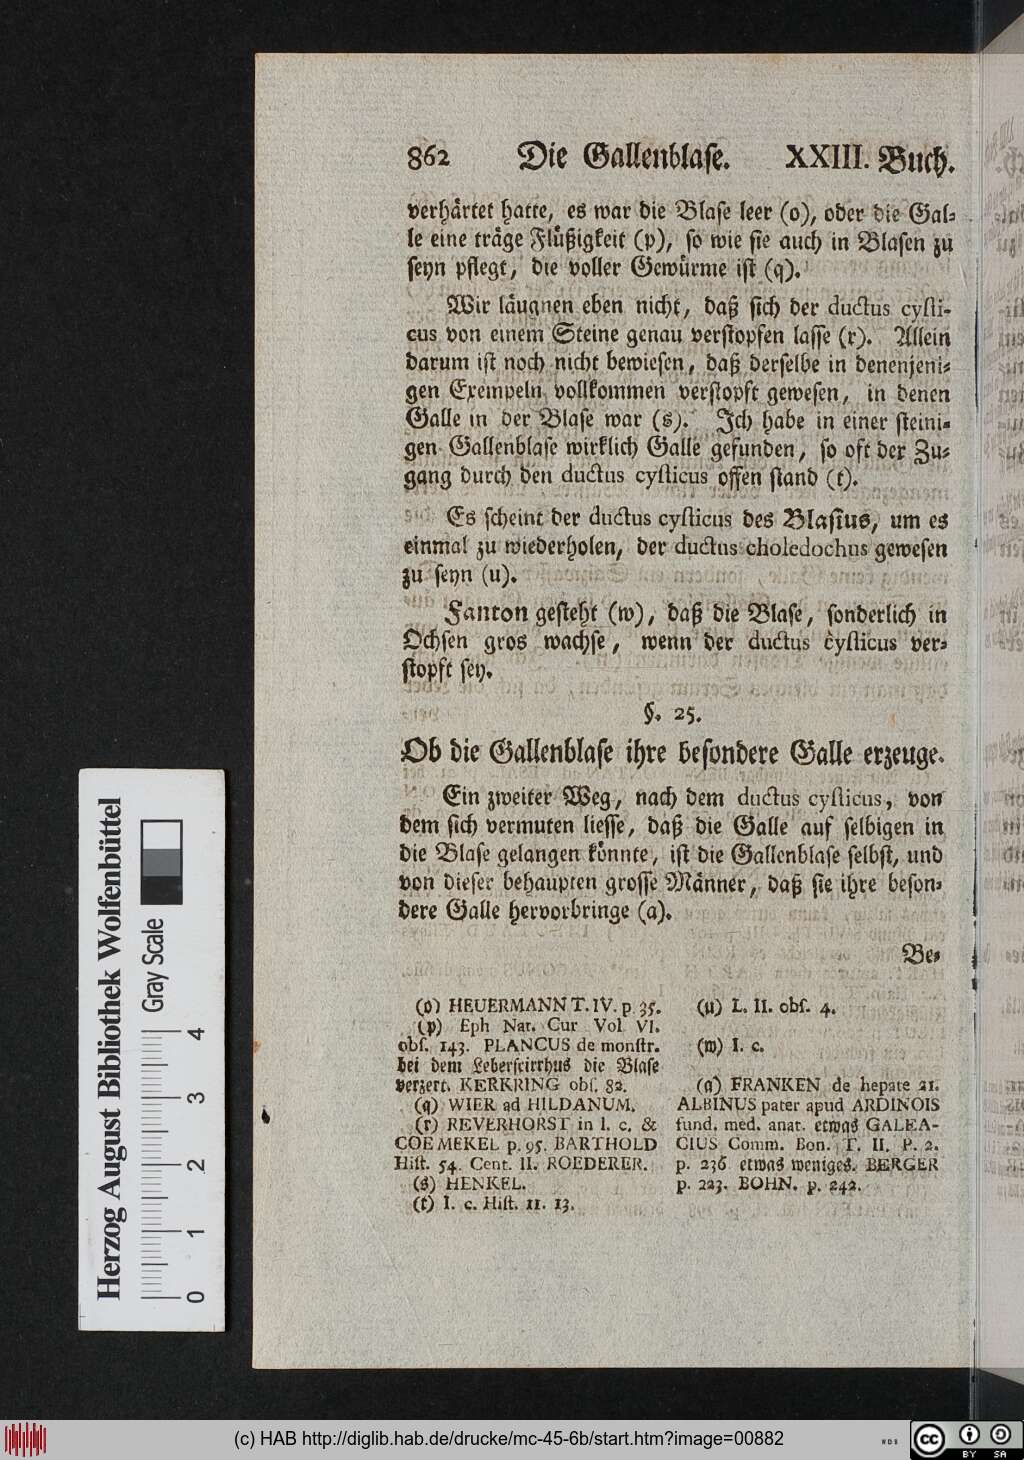 862 Die Gallenblase. XXIII. Buch.
verhärtet hatte, es war die Blase leer (o), oder die Gal-
le eine träge Flüßigkeit (p), so wie sie auch in Blasen zu
seyn pflegt, die voller Gewürme ist (q).
Wir läugnen eben nicht, daß sich der ductus cysti-
cus von einem Steine genau verstopfen lasse (r). Allein
darum ist noch nicht bewiesen, daß derselbe in denenjeni-
gen Exempeln vollkommen verstopft gewesen, in denen
Galle in der Blase war (s). Ich habe in einer steini-
gen Gallenblase wirklich Galle gefunden, so oft der Zu-
gang durch den ductus cysticus offen stand (t).
Es scheint der ductus cysticus des Blasius, um es
einmal zu wiederholen, der ductus choledochus gewesen
zu seyn (u).
Fanton gesteht (w), daß die Blase, sonderlich in
Ochsen gros wachse, wenn der ductus cysticus ver-
stopft sey.
§. 25.
Ob die Gallenblase ihre besondere Galle erzeuge.
Ein zweiter Weg, nach dem ductus cysticus, von
dem sich vermuten liesse, daß die Galle auf selbigen in
die Blase gelangen könnte, ist die Gallenblase selbst, und
von dieser behaupten grosse Männer, daß sie ihre beson-
dere Galle hervorbringe (a).
Be-
(o) HEUERMANN T. IV. p. 35.
(p) Eph Nat. Cur Vol VI.
obs. 143. PLANCUS de monstr.
bei dem Leberscirrhus die Blase
verzert. KERKRING obs. 82.
(q) WIER ad HILDANUM.
(r) REVERHORST in l. c. &
COEMEKEL p. 95. BARTHOLD
Hist. 54. Cent. II. ROEDERER.
(s) HENKEL.
(t) I. c. Hist. 11. 13.
(u) L. II. obs. 4.
(w) I. c.
(a) FRANKEN de hepate 21.
ALBINUS pater apud ARDINOIS
fund. med. anat. etwas GALEA-
CIUS Comm. Bon. T. II. P. 2.
p. 236 etwas weniges. BERGER
p. 223. BOHN. p. 242.
Herzog August Bibliothek Wolfenbüttel
Gray Scale
0 1 2 3 4
(c) HAB http://diglib.hab.de/drucke/mc-45-6b/start.htm?image=00882
WDB
cc BY SA